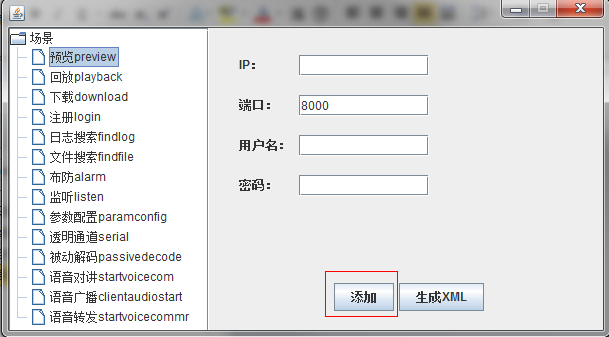 场景
预览preview
回放playback
下载download
注册login
日志搜索findlog
文件搜索findfile
布防alarm
监听listen
参数配置paramconfig
透明通道serial
被动解码passivedecode
语音对讲startvoicecom
语音广播clientaudiostart
语音转发startvoicecommr
IP：
端口： 8000
用户名：
密码：
添加 生成XML